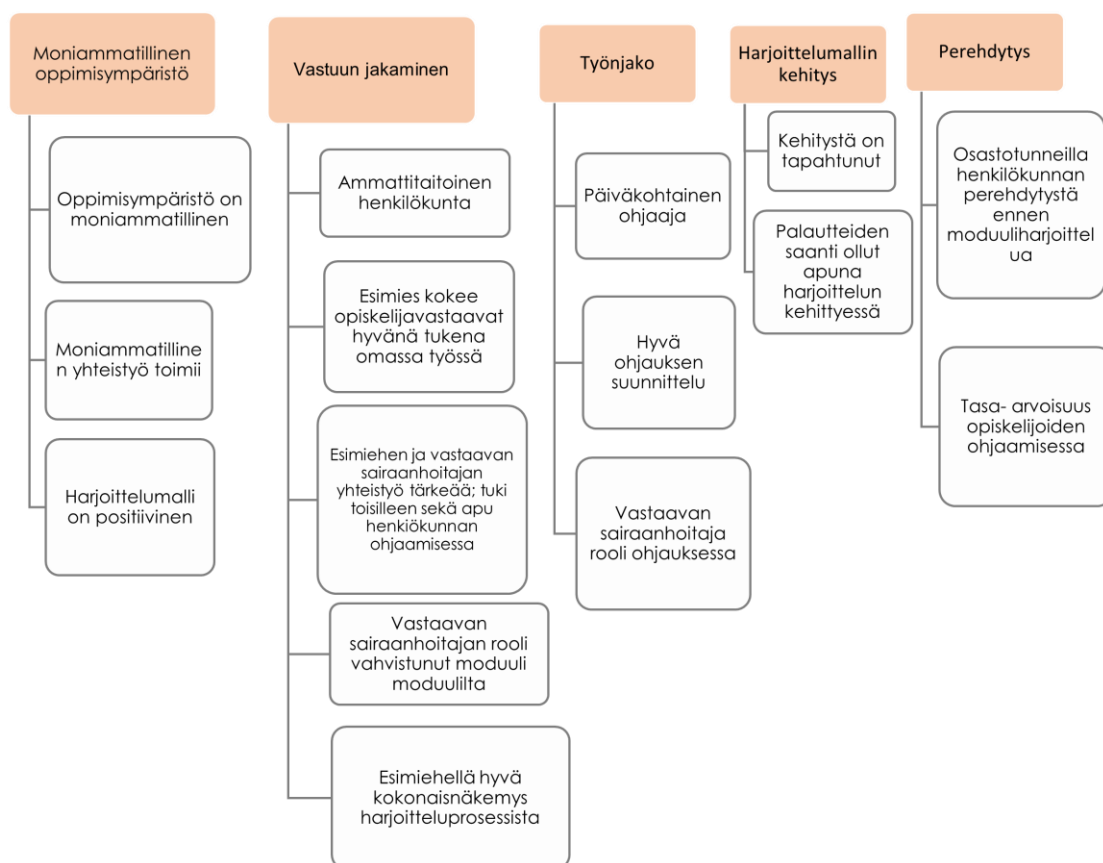 Moniammatillinen
oppimisympäristö
Oppimisympäristö on
moniammatillinen
Moniammatilline
n yhteistyö toimii
Harjoittelumalli
on positiivinen
Vastuun jakaminen
Ammattitaitoinen
henkilökunta
Esimies kokee
opiskelijavastaavat
hyvänä tukena
omassa työssä
Esimiehen ja vastaavan
sairaanhoitajan
yhteistyö tärkeää; tuki
toisilleen sekä apu
henkiökunnan
ohjaamisessa
Vastaavan
sairaanhoitajan rooli
vahvistunut moduuli
moduulilta
Esimiehellä hyvä
kokonaisnäkemys
harjoitteluprosessista
Työnjako
Päiväkohtainen
ohjaaja
Hyvä
ohjauksen
suunnittelu
Vastaavan
sairaanhoitaja
rooli ohjauksessa
Harjoittelumallin
kehitys
Kehitystä on
tapahtunut
Palautteiden
saanti ollut
apuna
harjoittelun
kehittyessä
Perehdytys
Osastotunneilla
henkilökunnan
perehdytystä
ennen
moduuliharjoittel
ua
Tasa- arvoisuus
opiskelijoiden
ohjaamisessa